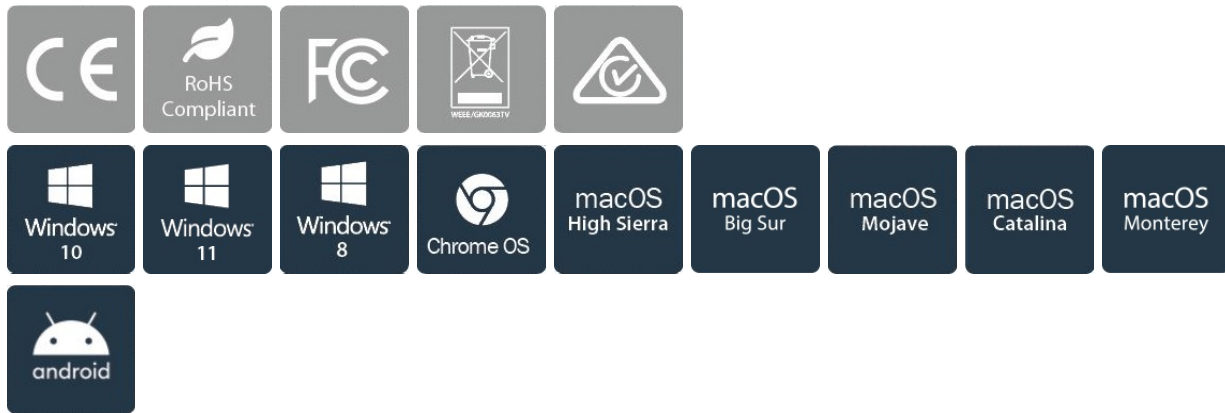 CE
RoHS
Compliant
FC
WEEE/GK0063TV
Windows
10
Windows
11
Windows
8
Chrome OS
macOS
High Sierra
macOS
Big Sur
macOS
Mojave
macOS
Catalina
macOS
Monterey
android